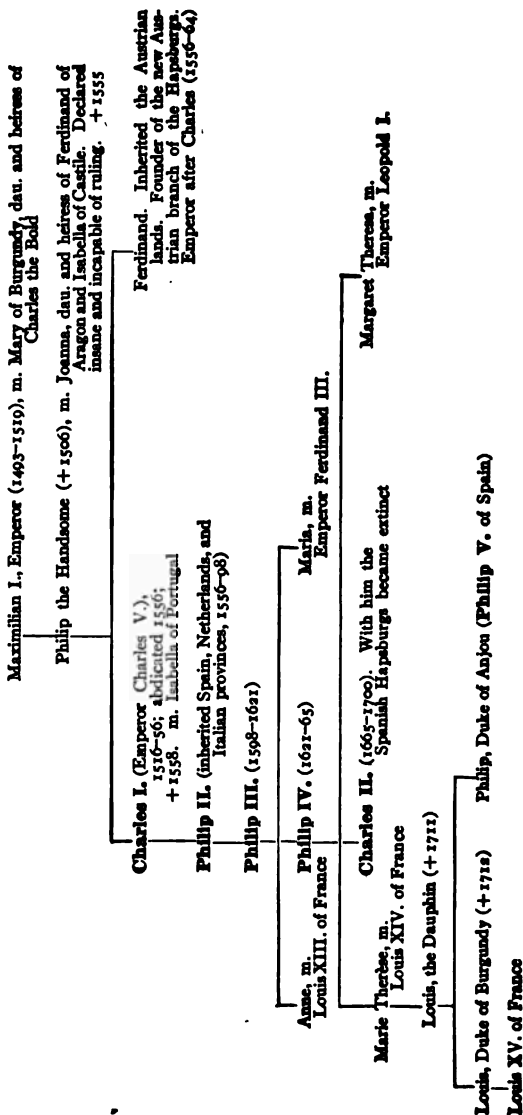 Maximilian I., Emperor (1493-1519), m. Mary of Burgundy, dau. and heiress of
Charles the Bold
Philip the Handsome (+1506), m. Joanna, dau. and heiress of Ferdinand of
Aragon and Isabella of Castile. Declared
insane and incapable of ruling. +1555
Charles I. (Emperor Charles V.),
1516-56; abdicated 1556;
+1558. m. Isabella of Portugal
Ferdinand. Inherited the Austrian
lands. Founder of the new Aus-
trian branch of the Hapsburgs.
Emperor after Charles (1556-64)
Philip II. (inherited Spain, Netherlands, and
Italian provinces, 1556-98)
Philip III. (1598-1621)
Anne, m.
Louis XIII. of France
Philip IV. (1621-65)
Maria, m.
Emperor Ferdinand III.
Marie Thérèse, m.
Louis XIV. of France
Charles II. (1665-1700). With him the
Spanish Hapsburgs became extinct
Margaret Theresa, m.
Emperor Leopold I.
Louis, the Dauphin (+1711)
Louis, Duke of Burgundy (+1712)
Philip, Duke of Anjou (Philip V. of Spain)
Louis XV. of France